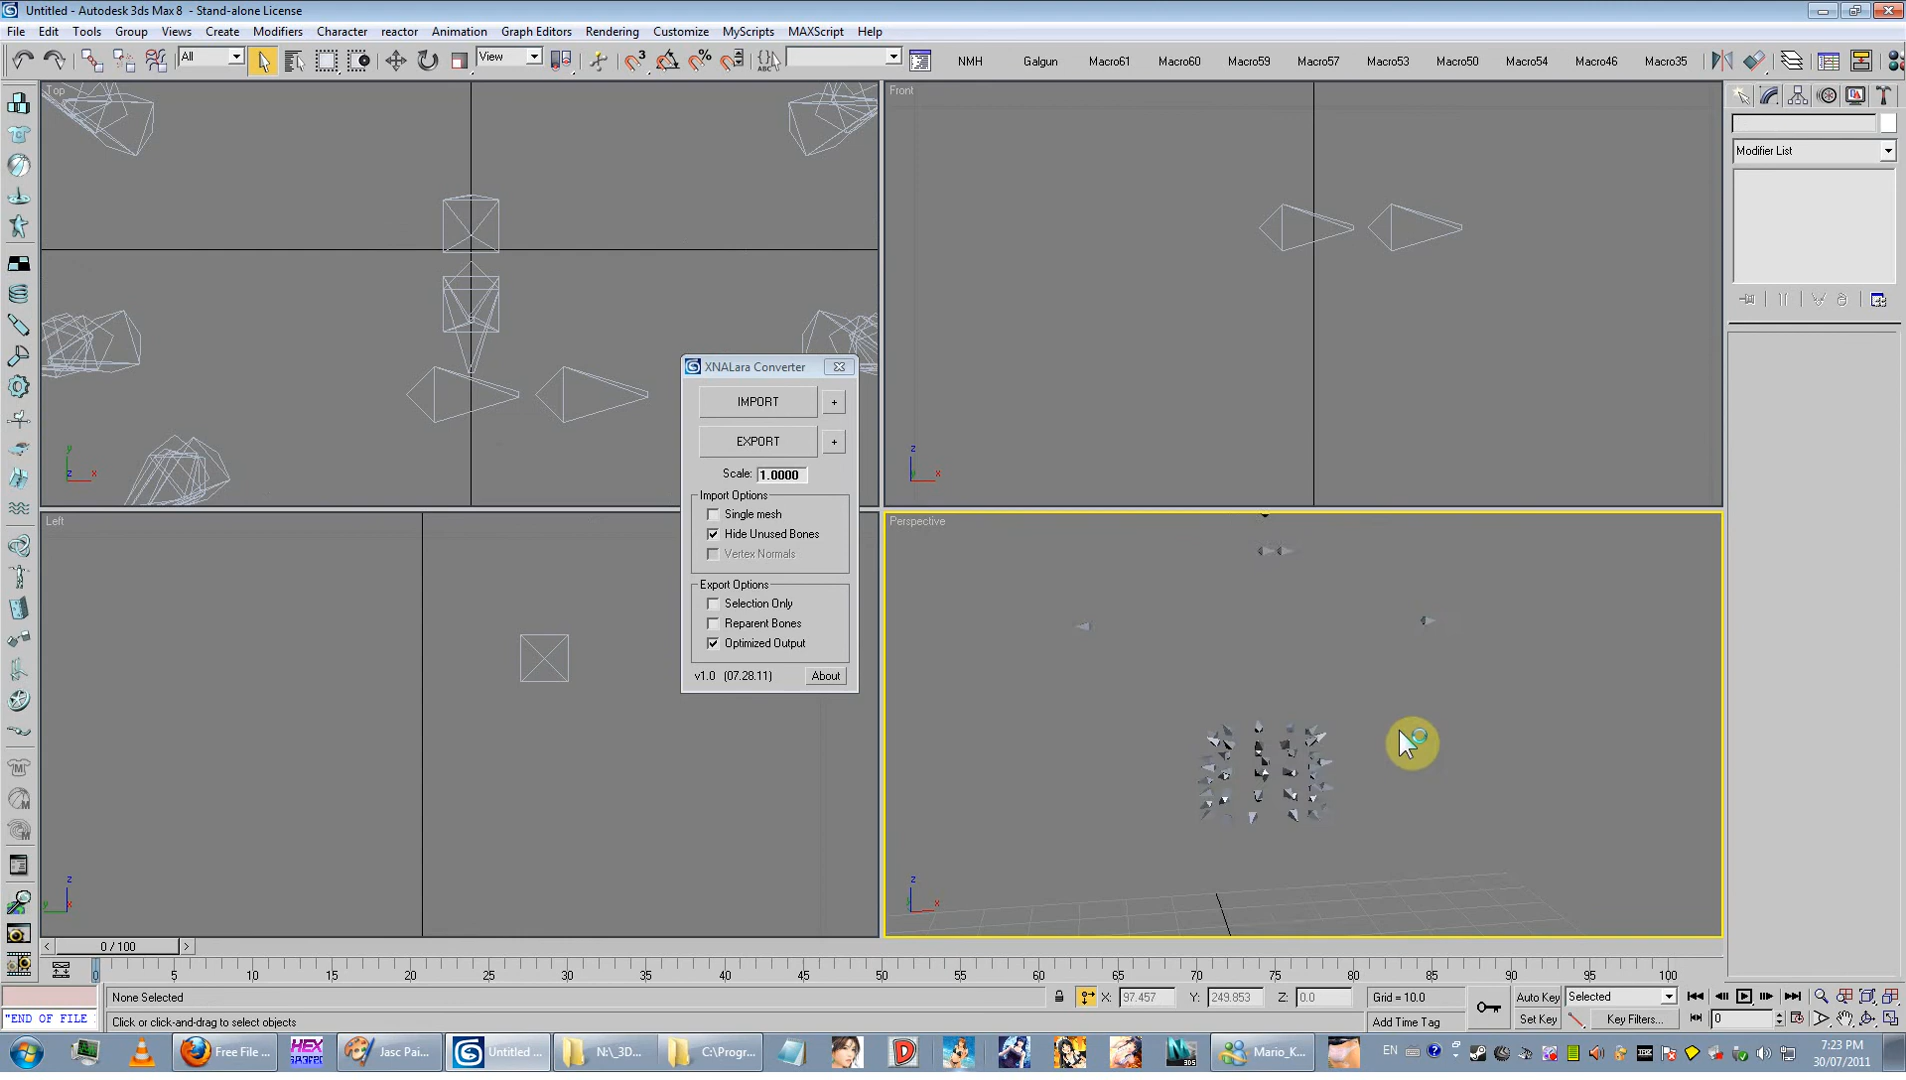 Untitled - Autodesk 3ds Max 8 - Stand-alone License
File Edit Tools Group Views Create Modifiers Character reactor Animation Graph Editors Rendering Customize MyScripts MAXScript Help
All View NMH Galgun Macro61 Macro60 Macro59 Macro57 Macro53 Macro50 Macro54 Macro46 Macro35
Top
Front
Modifier List
XNALara Converter
IMPORT +
EXPORT +
Scale: 1.0000
Import Options
Single mesh
Hide Unused Bones
Vertex Normals
Export Options
Selection Only
Reparent Bones
Optimized Output
v1.0 (07.28.11) About
Left
Perspective
0 / 100
0 5 10 15 20 25 30 35 40 45 50 55 60 65 70 75 80 85 90 95 100
None Selected X: 97.457 Y: 249.853 Z: 0.0 Grid = 10.0 Auto Key Selected
"END OF FILE Click or click-and-drag to select objects Add Time Tag Set Key Key Filters... 0
Free File ... HEX Jasc Pai... Untitled ... N:\_3D... C:\Progr... Mario_K... EN 7:23 PM
30/07/2011